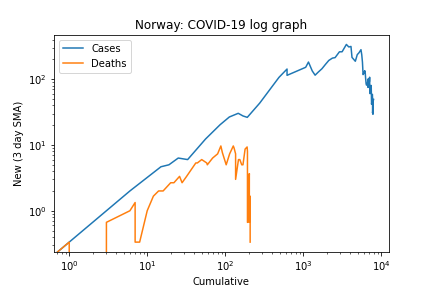 Norway: COVID-19 log graph
Cases
Deaths
New (3 day SMA)
10²
10¹
10⁰
10⁰ 10¹ 10² 10³ 10⁴
Cumulative